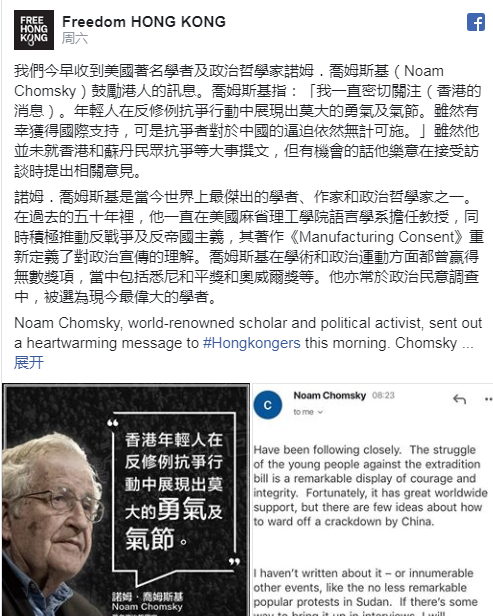 FREE
HONG
KONG
Freedom HONG KONG
周六
我們今早收到美國著名學者及政治哲學家諾姆．喬姆斯基（Noam
Chomsky）鼓勵港人的訊息。喬姆斯基指：「我一直密切關注（香港的
消息）。年輕人在反修例抗爭行動中展現出莫大的勇氣及氣節。雖然有
幸獲得國際支持，可是抗爭者對於中國的逼迫依然無計可施。」雖然他
並未就香港和蘇丹民眾抗爭等大事撰文，但有機會的話他樂意在接受訪
談時提出相關意見。
諾姆．喬姆斯基是當今世界上最傑出的學者、作家和政治哲學家之一。
在過去的五十年裡，他一直在美國麻省理工學院語言學系擔任教授，同
時積極推動反戰爭及反帝國主義，其著作《Manufacturing Consent》重
新定義了對政治宣傳的理解。喬姆斯基在學術和政治運動方面都曾贏得
無數獎項，當中包括悉尼和平獎和奧威爾獎等。他亦常於政治民意調查
中，被選為現今最偉大的學者。
Noam Chomsky, world-renowned scholar and political activist, sent out
a heartwarming message to #Hongkongers this morning. Chomsky ...
展开
香港年輕人在
反修例抗爭行
動中展現出莫
大的勇氣及
氣節。
諾姆．喬姆斯基
Noam Chomsky
C
Noam Chomsky 08:23
to me
Have been following closely. The struggle
of the young people against the extradition
bill is a remarkable display of courage and
integrity. Fortunately, it has great worldwide
support, but there are few ideas about how
to ward off a crackdown by China.
I haven't written about it – or innumerable
other events, like the no less remarkable
popular protests in Sudan. If there's some
way to bring it up in interviews, I will